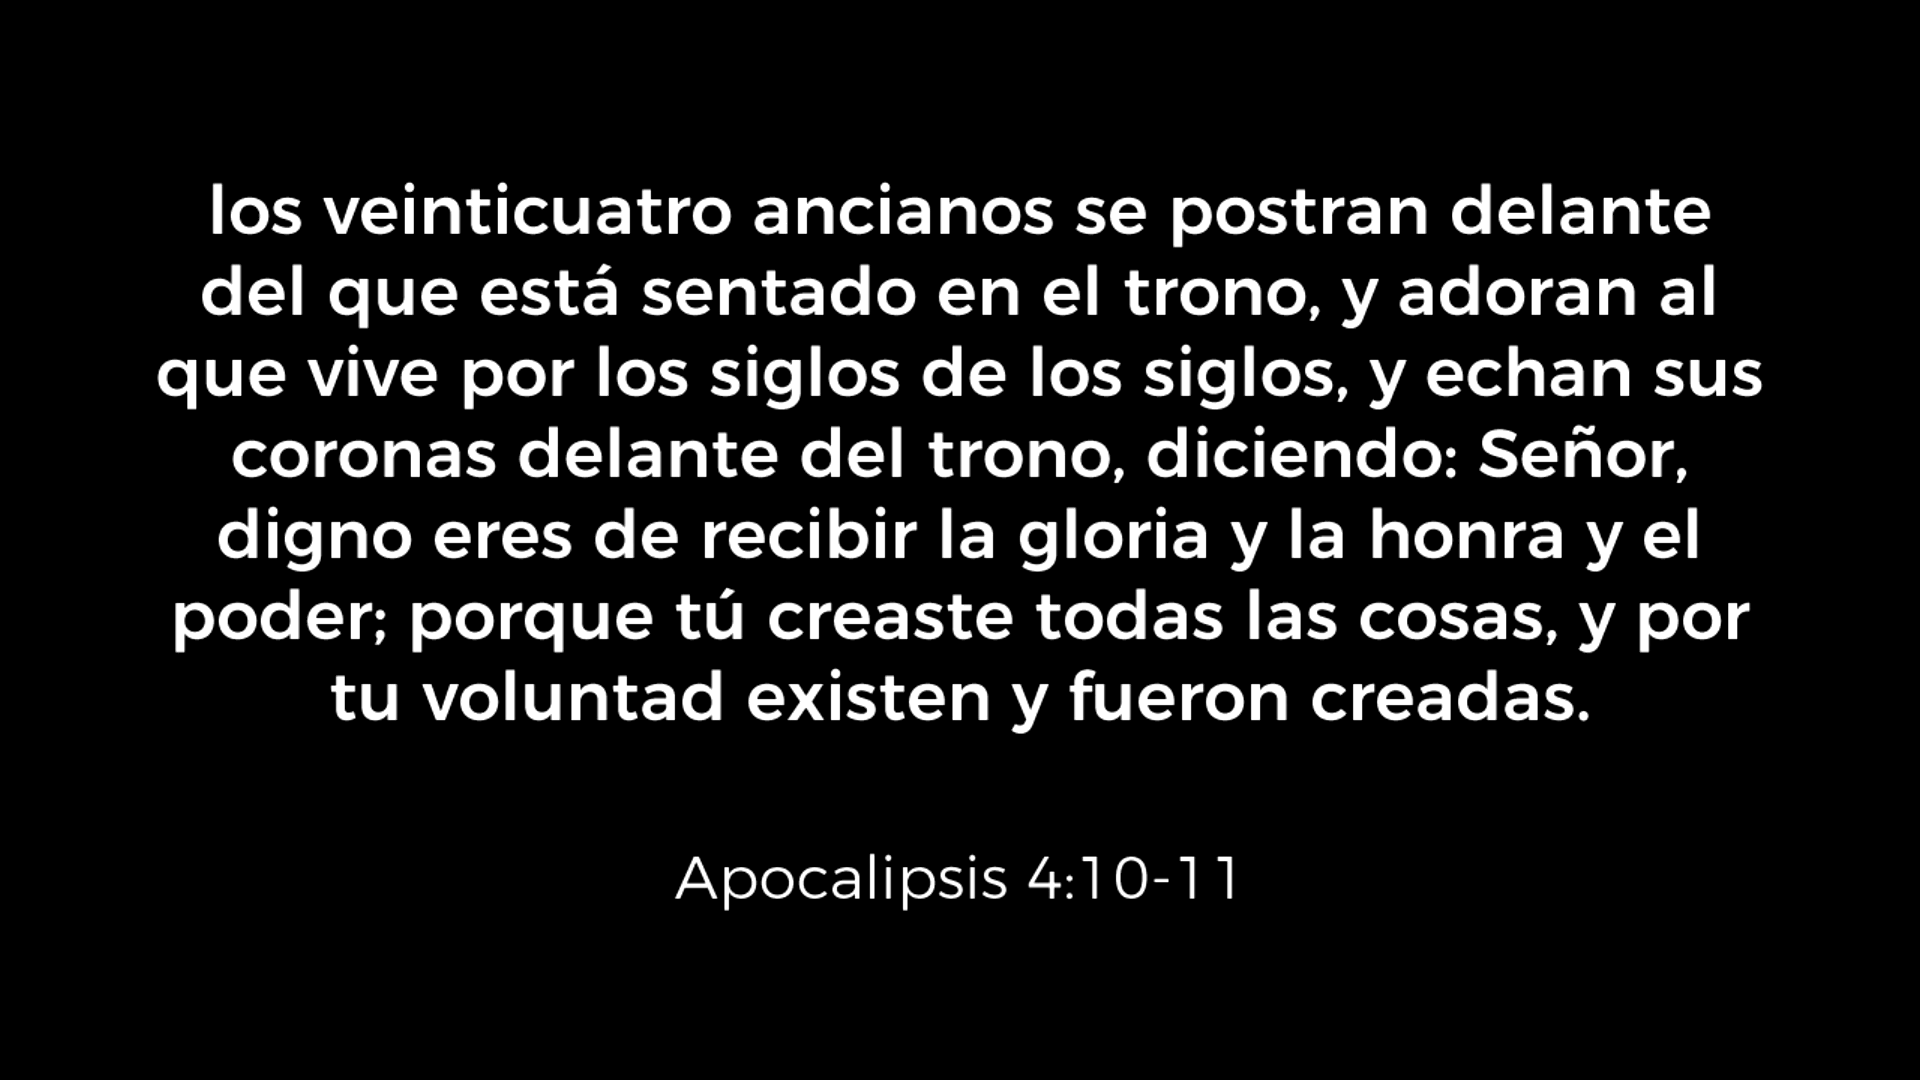 los veinticuatro ancianos se postran delante
del que está sentado en el trono, y adoran al
que vive por los siglos de los siglos, y echan sus
coronas delante del trono, diciendo: Señor,
digno eres de recibir la gloria y la honra y el
poder; porque tú creaste todas las cosas, y por
tu voluntad existen y fueron creadas.
Apocalipsis 4:10-11